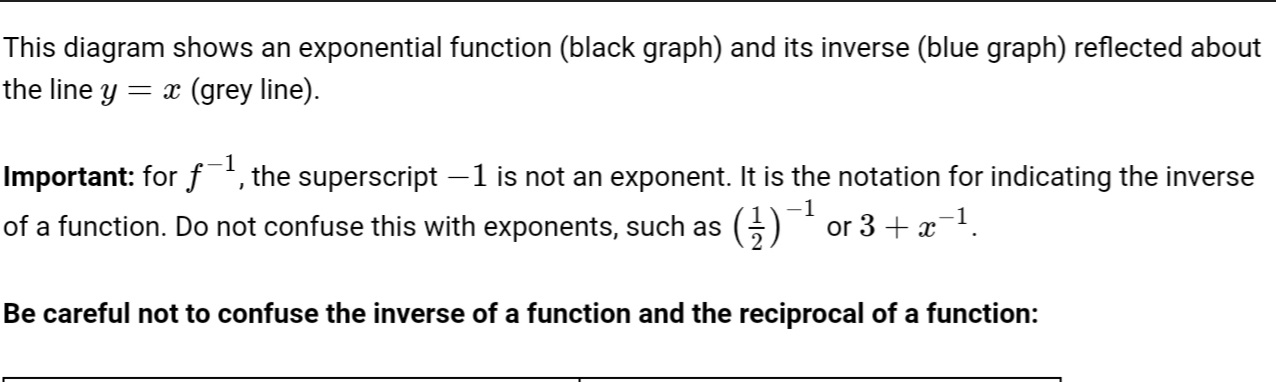 This diagram shows an exponential function (black graph) and its inverse (blue graph) reflected about
the line y = x (grey line).
Important: for f⁻¹, the superscript −1 is not an exponent. It is the notation for indicating the inverse
of a function. Do not confuse this with exponents, such as (1/2)⁻¹ or 3 + x⁻¹.
Be careful not to confuse the inverse of a function and the reciprocal of a function: